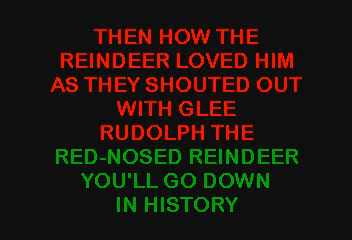 THEN HOW THE
REINDEER LOVED HIM
AS THEY SHOUTED OUT
WITH GLEE
RUDOLPH THE
RED-NOSED REINDEER
YOU'LL GO DOWN
IN HISTORY